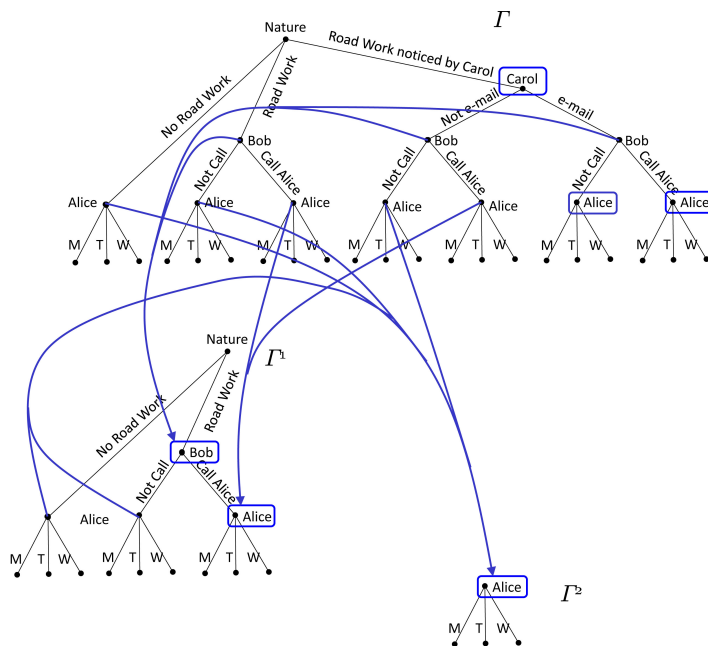 Γ
Nature
Road Work noticed by Carol
Carol
No Road Work
Road Work
Not e-mail
e-mail
Bob
Bob
Bob
Not Call
Call Alice
Not Call
Call Alice
Not Call
Call Alice
Alice
Alice
Alice
Alice
Alice
Alice
Alice
M T W
M T W
M T W
M T W
M T W
M T W
M T W
Nature
Γ¹
No Road Work
Road Work
Bob
Not Call
Call Alice
Alice
Alice
M T W
M T W
M T W
Alice
Γ²
M T W